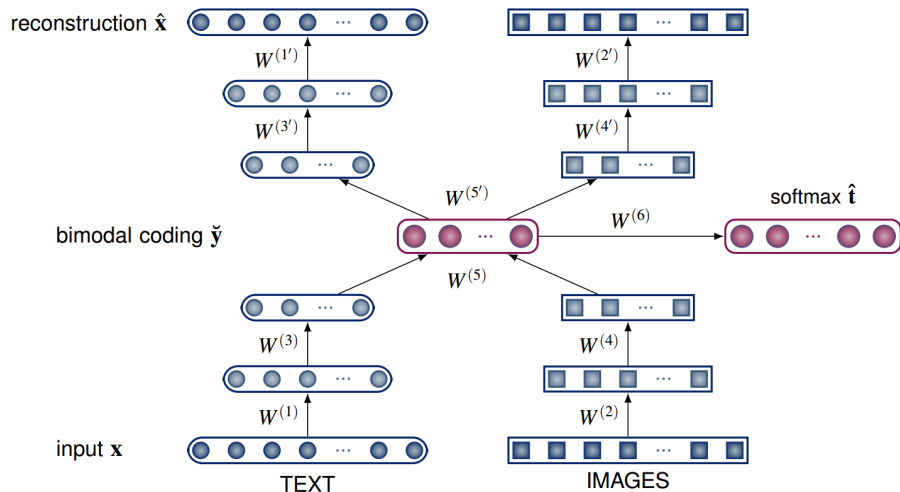 reconstruction x̂
W^(1′) W^(2′)
W^(3′) W^(4′)
W^(5′)
softmax t̂
W^(6)
bimodal coding y̌
W^(5)
W^(3) W^(4)
W^(1) W^(2)
input x
TEXT IMAGES